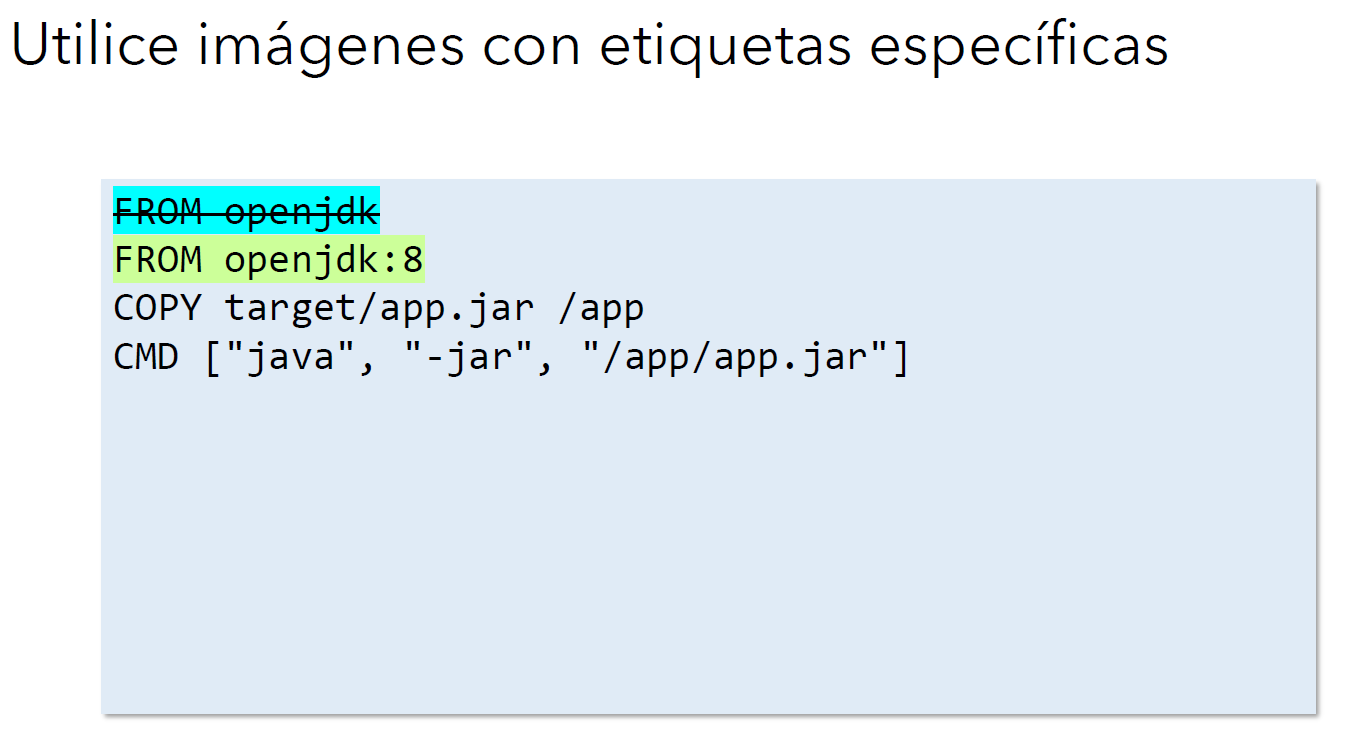 Utilice imágenes con etiquetas específicas
FROM openjdk
FROM openjdk:8
COPY target/app.jar /app
CMD ["java", "-jar", "/app/app.jar"]